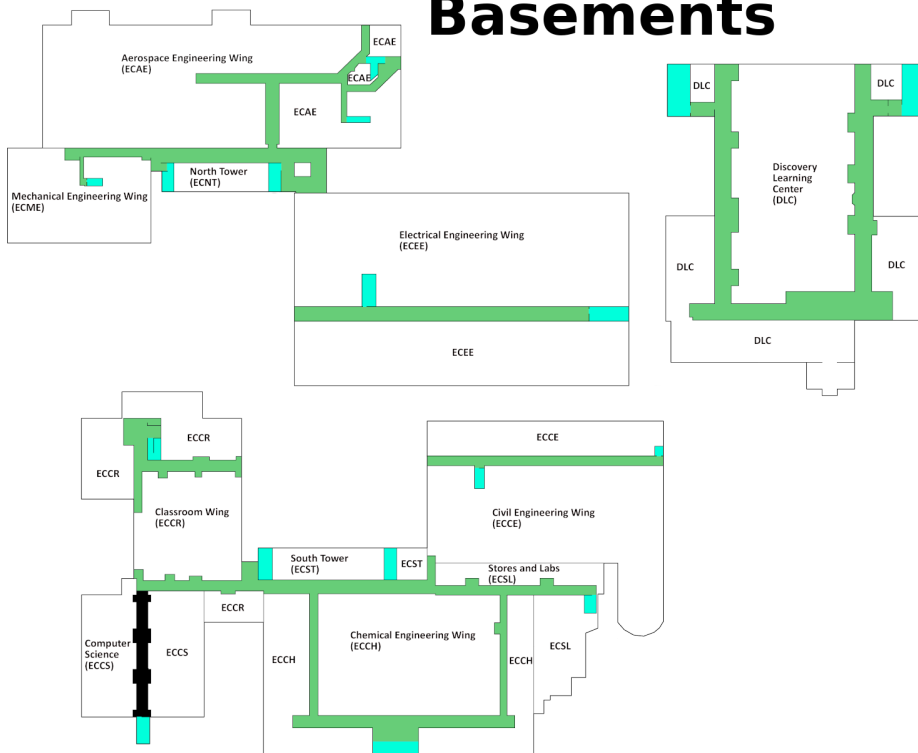 Basements
Aerospace Engineering Wing
(ECAE)
ECAE
ECAE
ECAE
North Tower
(ECNT)
Mechanical Engineering Wing
(ECME)
Electrical Engineering Wing
(ECEE)
ECEE
DLC
DLC
Discovery
Learning
Center
(DLC)
DLC
DLC
DLC
ECCR
ECCR
Classroom Wing
(ECCR)
ECCE
Civil Engineering Wing
(ECCE)
South Tower
(ECST)
ECST
Stores and Labs
(ECSL)
ECCR
Computer
Science
(ECCS)
ECCS
ECCH
Chemical Engineering Wing
(ECCH)
ECCH
ECSL